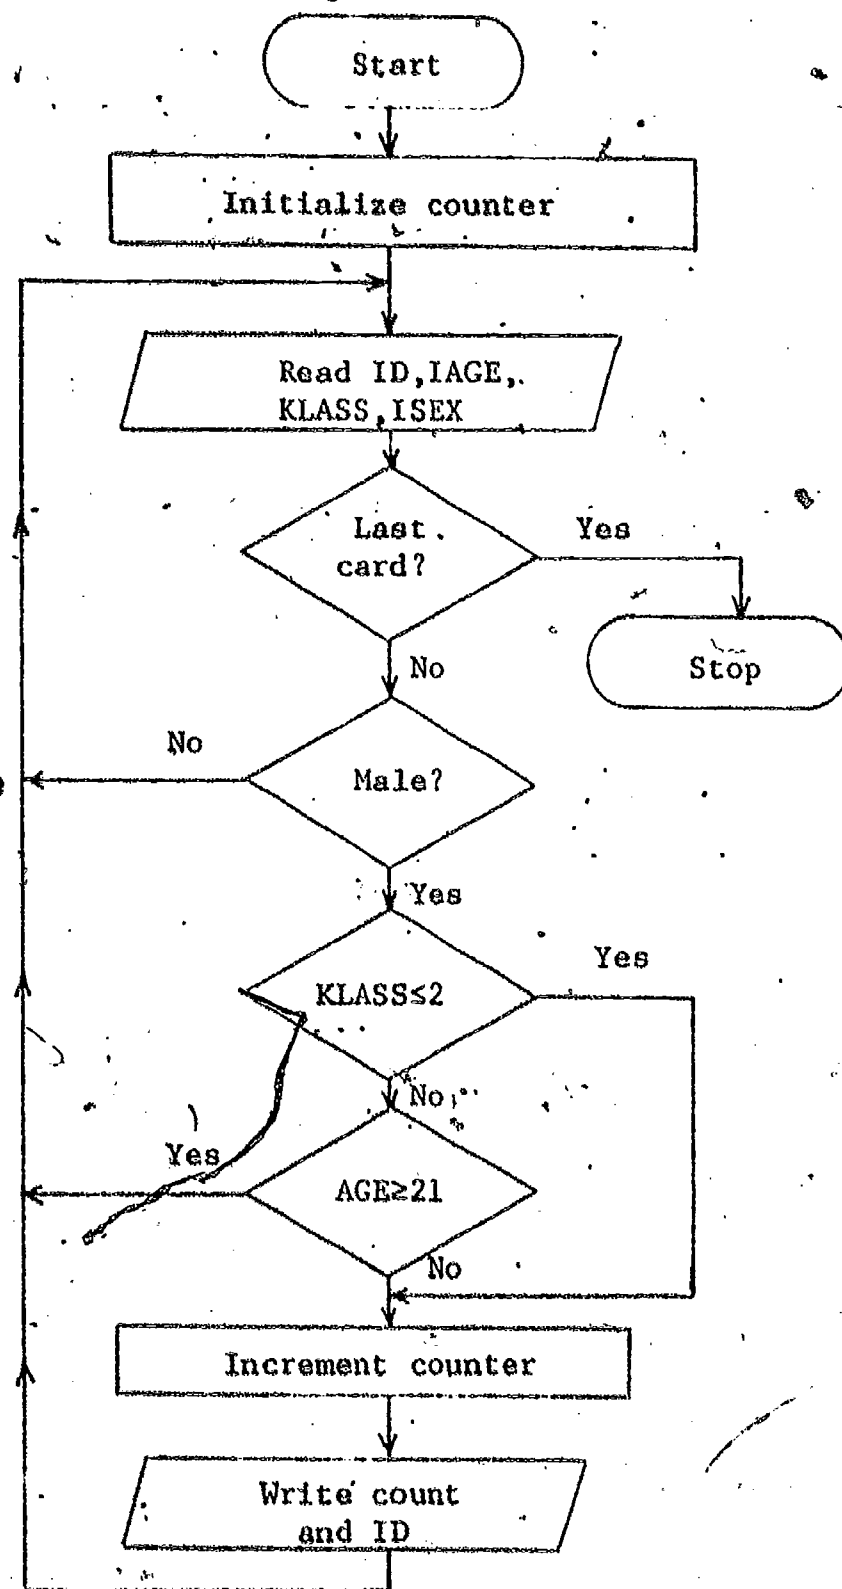 Start
Initialize counter
Read ID,IAGE,
KLASS,ISEX
Last
card?
Yes
Stop
No
No
Male?
Yes
Yes
KLASS≤2
No
Yes
AGE≥21
No
Increment counter
Write count
and ID